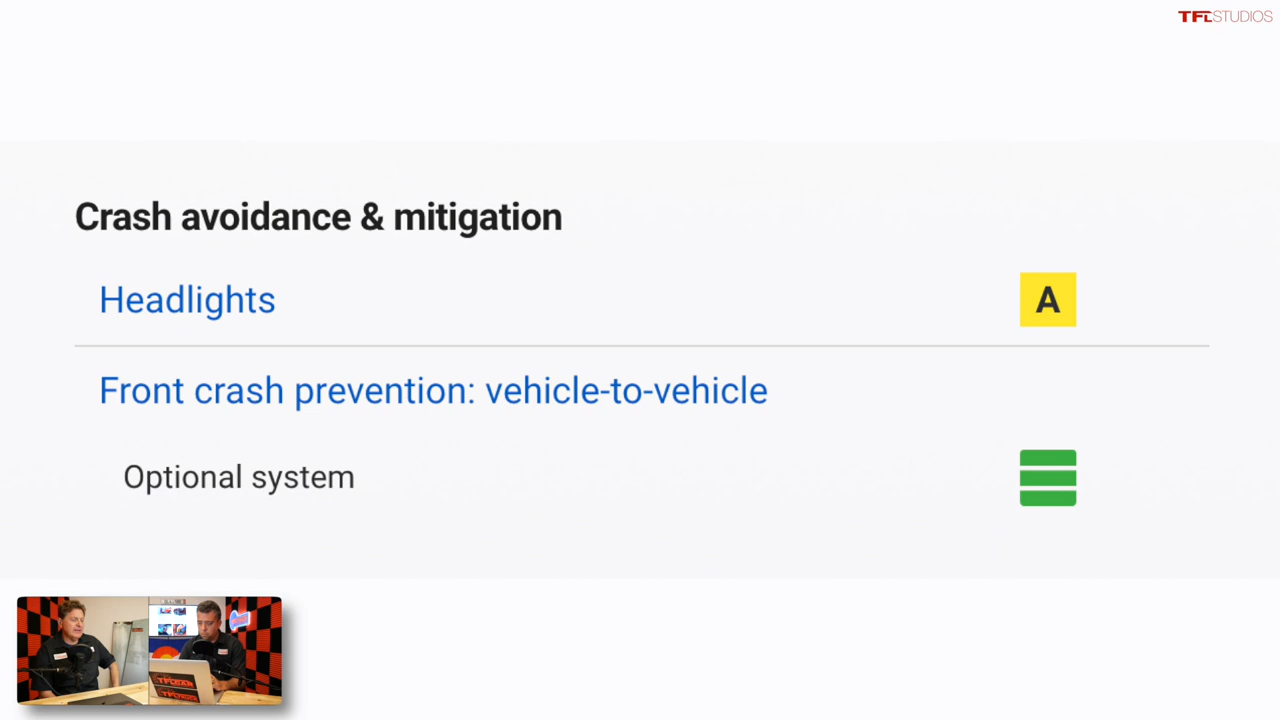 TFLSTUDIOS
Crash avoidance & mitigation
Headlights
A
Front crash prevention: vehicle-to-vehicle
Optional system